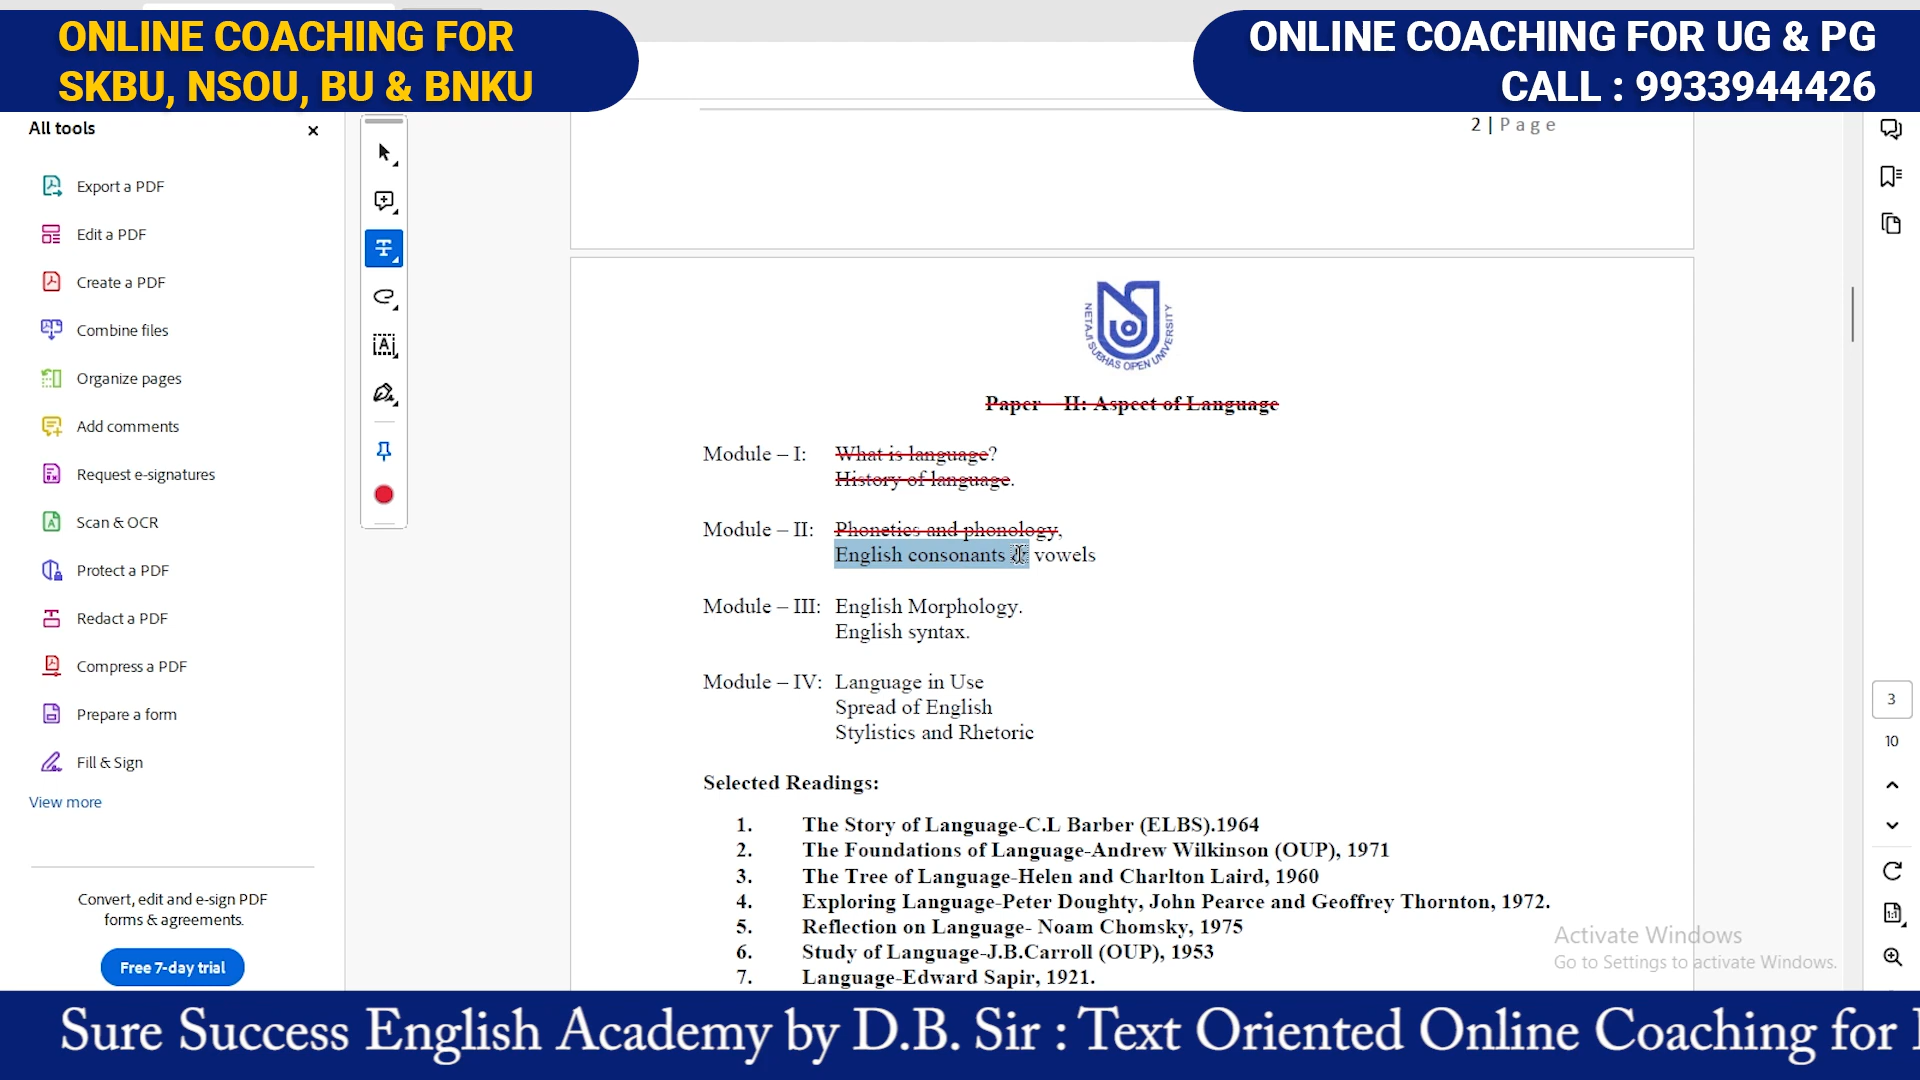 ONLINE COACHING FOR
SKBU, NSOU, BU & BNKU
ONLINE COACHING FOR UG & PG
CALL : 9933944426
All tools
Export a PDF
Edit a PDF
Create a PDF
Combine files
Organize pages
Add comments
Request e-signatures
Scan & OCR
Protect a PDF
Redact a PDF
Compress a PDF
Prepare a form
Fill & Sign
View more
Convert, edit and e-sign PDF
forms & agreements.
Free 7-day trial
2 | Page
NETAJI SUBHAS OPEN UNIVERSITY
Paper – II: Aspect of Language
Module – I: What is language?
History of language.
Module – II: Phonetics and phonology,
English consonants & vowels
Module – III: English Morphology.
English syntax.
Module – IV: Language in Use
Spread of English
Stylistics and Rhetoric
Selected Readings:
1. The Story of Language-C.L Barber (ELBS).1964
2. The Foundations of Language-Andrew Wilkinson (OUP), 1971
3. The Tree of Language-Helen and Charlton Laird, 1960
4. Exploring Language-Peter Doughty, John Pearce and Geoffrey Thornton, 1972.
5. Reflection on Language- Noam Chomsky, 1975
6. Study of Language-J.B.Carroll (OUP), 1953
7. Language-Edward Sapir, 1921.
3
10
Activate Windows
Go to Settings to activate Windows.
Sure Success English Academy by D.B. Sir : Text Oriented Online Coaching for